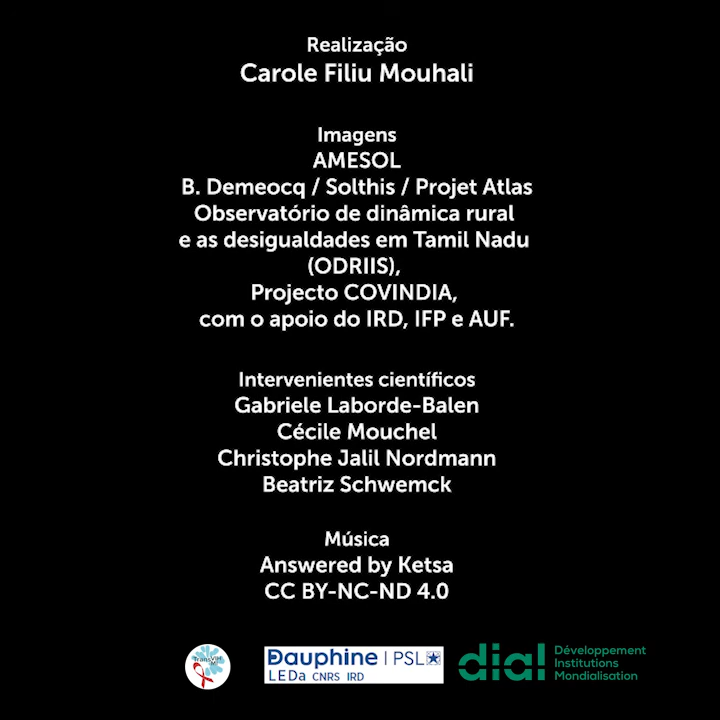 Realização
Carole Filiu Mouhali
Imagens
AMESOL
B. Demeocq / Solthis / Projet Atlas
Observatório de dinâmica rural
e as desigualdades em Tamil Nadu
(ODRIIS),
Projecto COVINDIA,
com o apoio do IRD, IFP e AUF.
Intervenientes científicos
Gabriele Laborde-Balen
Cécile Mouchel
Christophe Jalil Nordmann
Beatriz Schwemck
Música
Answered by Ketsa
CC BY-NC-ND 4.0
TransVIHMI
Dauphine | PSL
LEDa CNRS IRD
dial
Développement
Institutions
Mondialisation